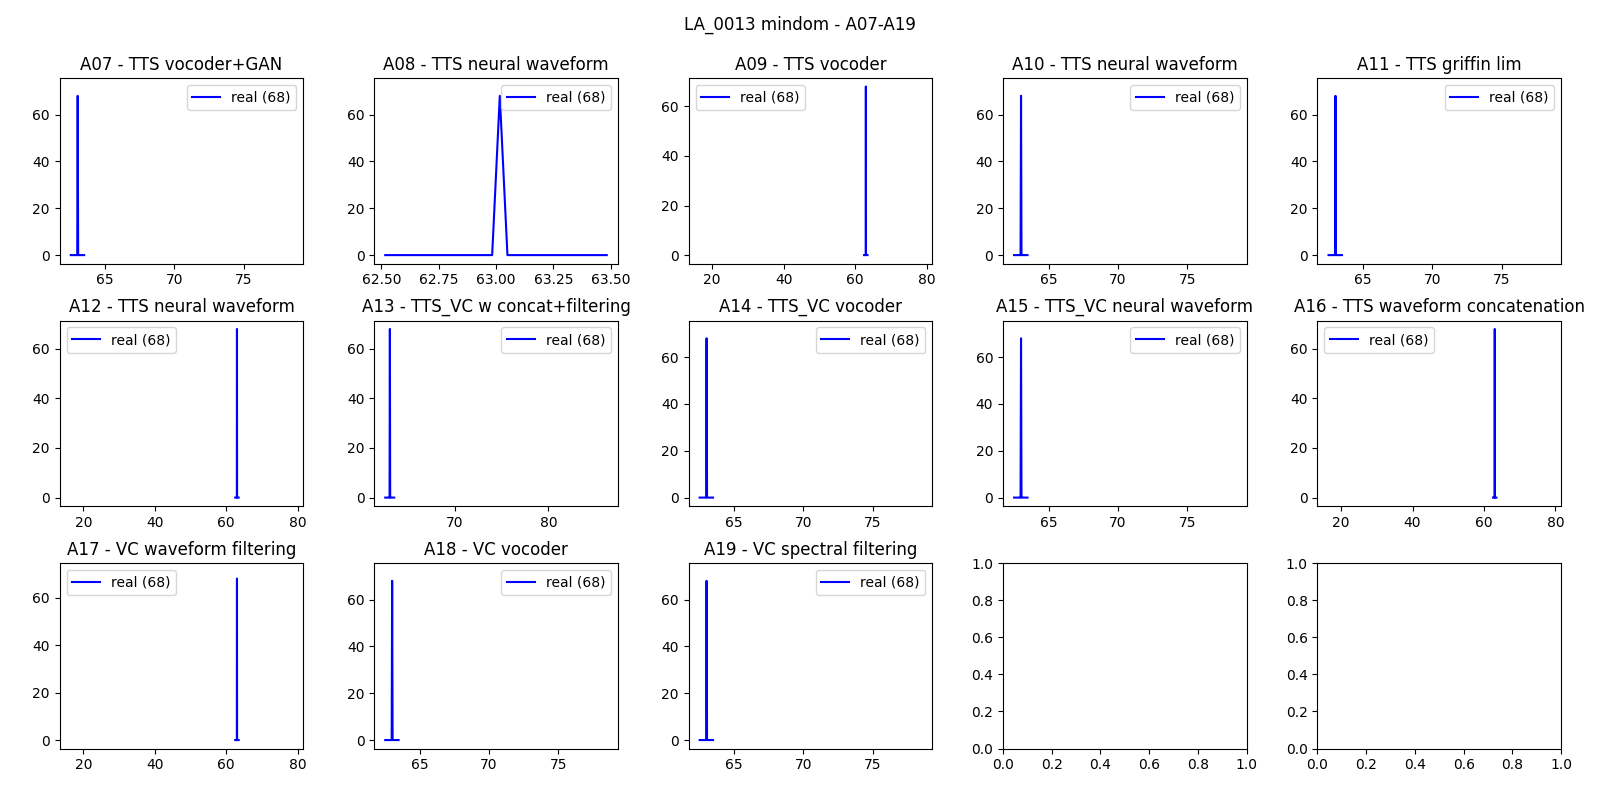 LA_0013 mindom - A07-A19
A07 - TTS vocoder+GAN
real (68)
0
20
40
60
65 70 75
A08 - TTS neural waveform
real (68)
0
20
40
60
62.50 62.75 63.00 63.25 63.50
A09 - TTS vocoder
real (68)
0
20
40
60
20 40 60 80
A10 - TTS neural waveform
real (68)
0
20
40
60
65 70 75
A11 - TTS griffin lim
real (68)
0
20
40
60
65 70 75
A12 - TTS neural waveform
real (68)
0
20
40
60
20 40 60 80
A13 - TTS_VC w concat+filtering
real (68)
0
20
40
60
70 80
A14 - TTS_VC vocoder
real (68)
0
20
40
60
65 70 75
A15 - TTS_VC neural waveform
real (68)
0
20
40
60
65 70 75
A16 - TTS waveform concatenation
real (68)
0
20
40
60
20 40 60 80
A17 - VC waveform filtering
real (68)
0
20
40
60
20 40 60 80
A18 - VC vocoder
real (68)
0
20
40
60
65 70 75
A19 - VC spectral filtering
real (68)
0
20
40
60
65 70 75
0.0
0.2
0.4
0.6
0.8
1.0
0.0 0.2 0.4 0.6 0.8 1.0
0.0
0.2
0.4
0.6
0.8
1.0
0.0 0.2 0.4 0.6 0.8 1.0